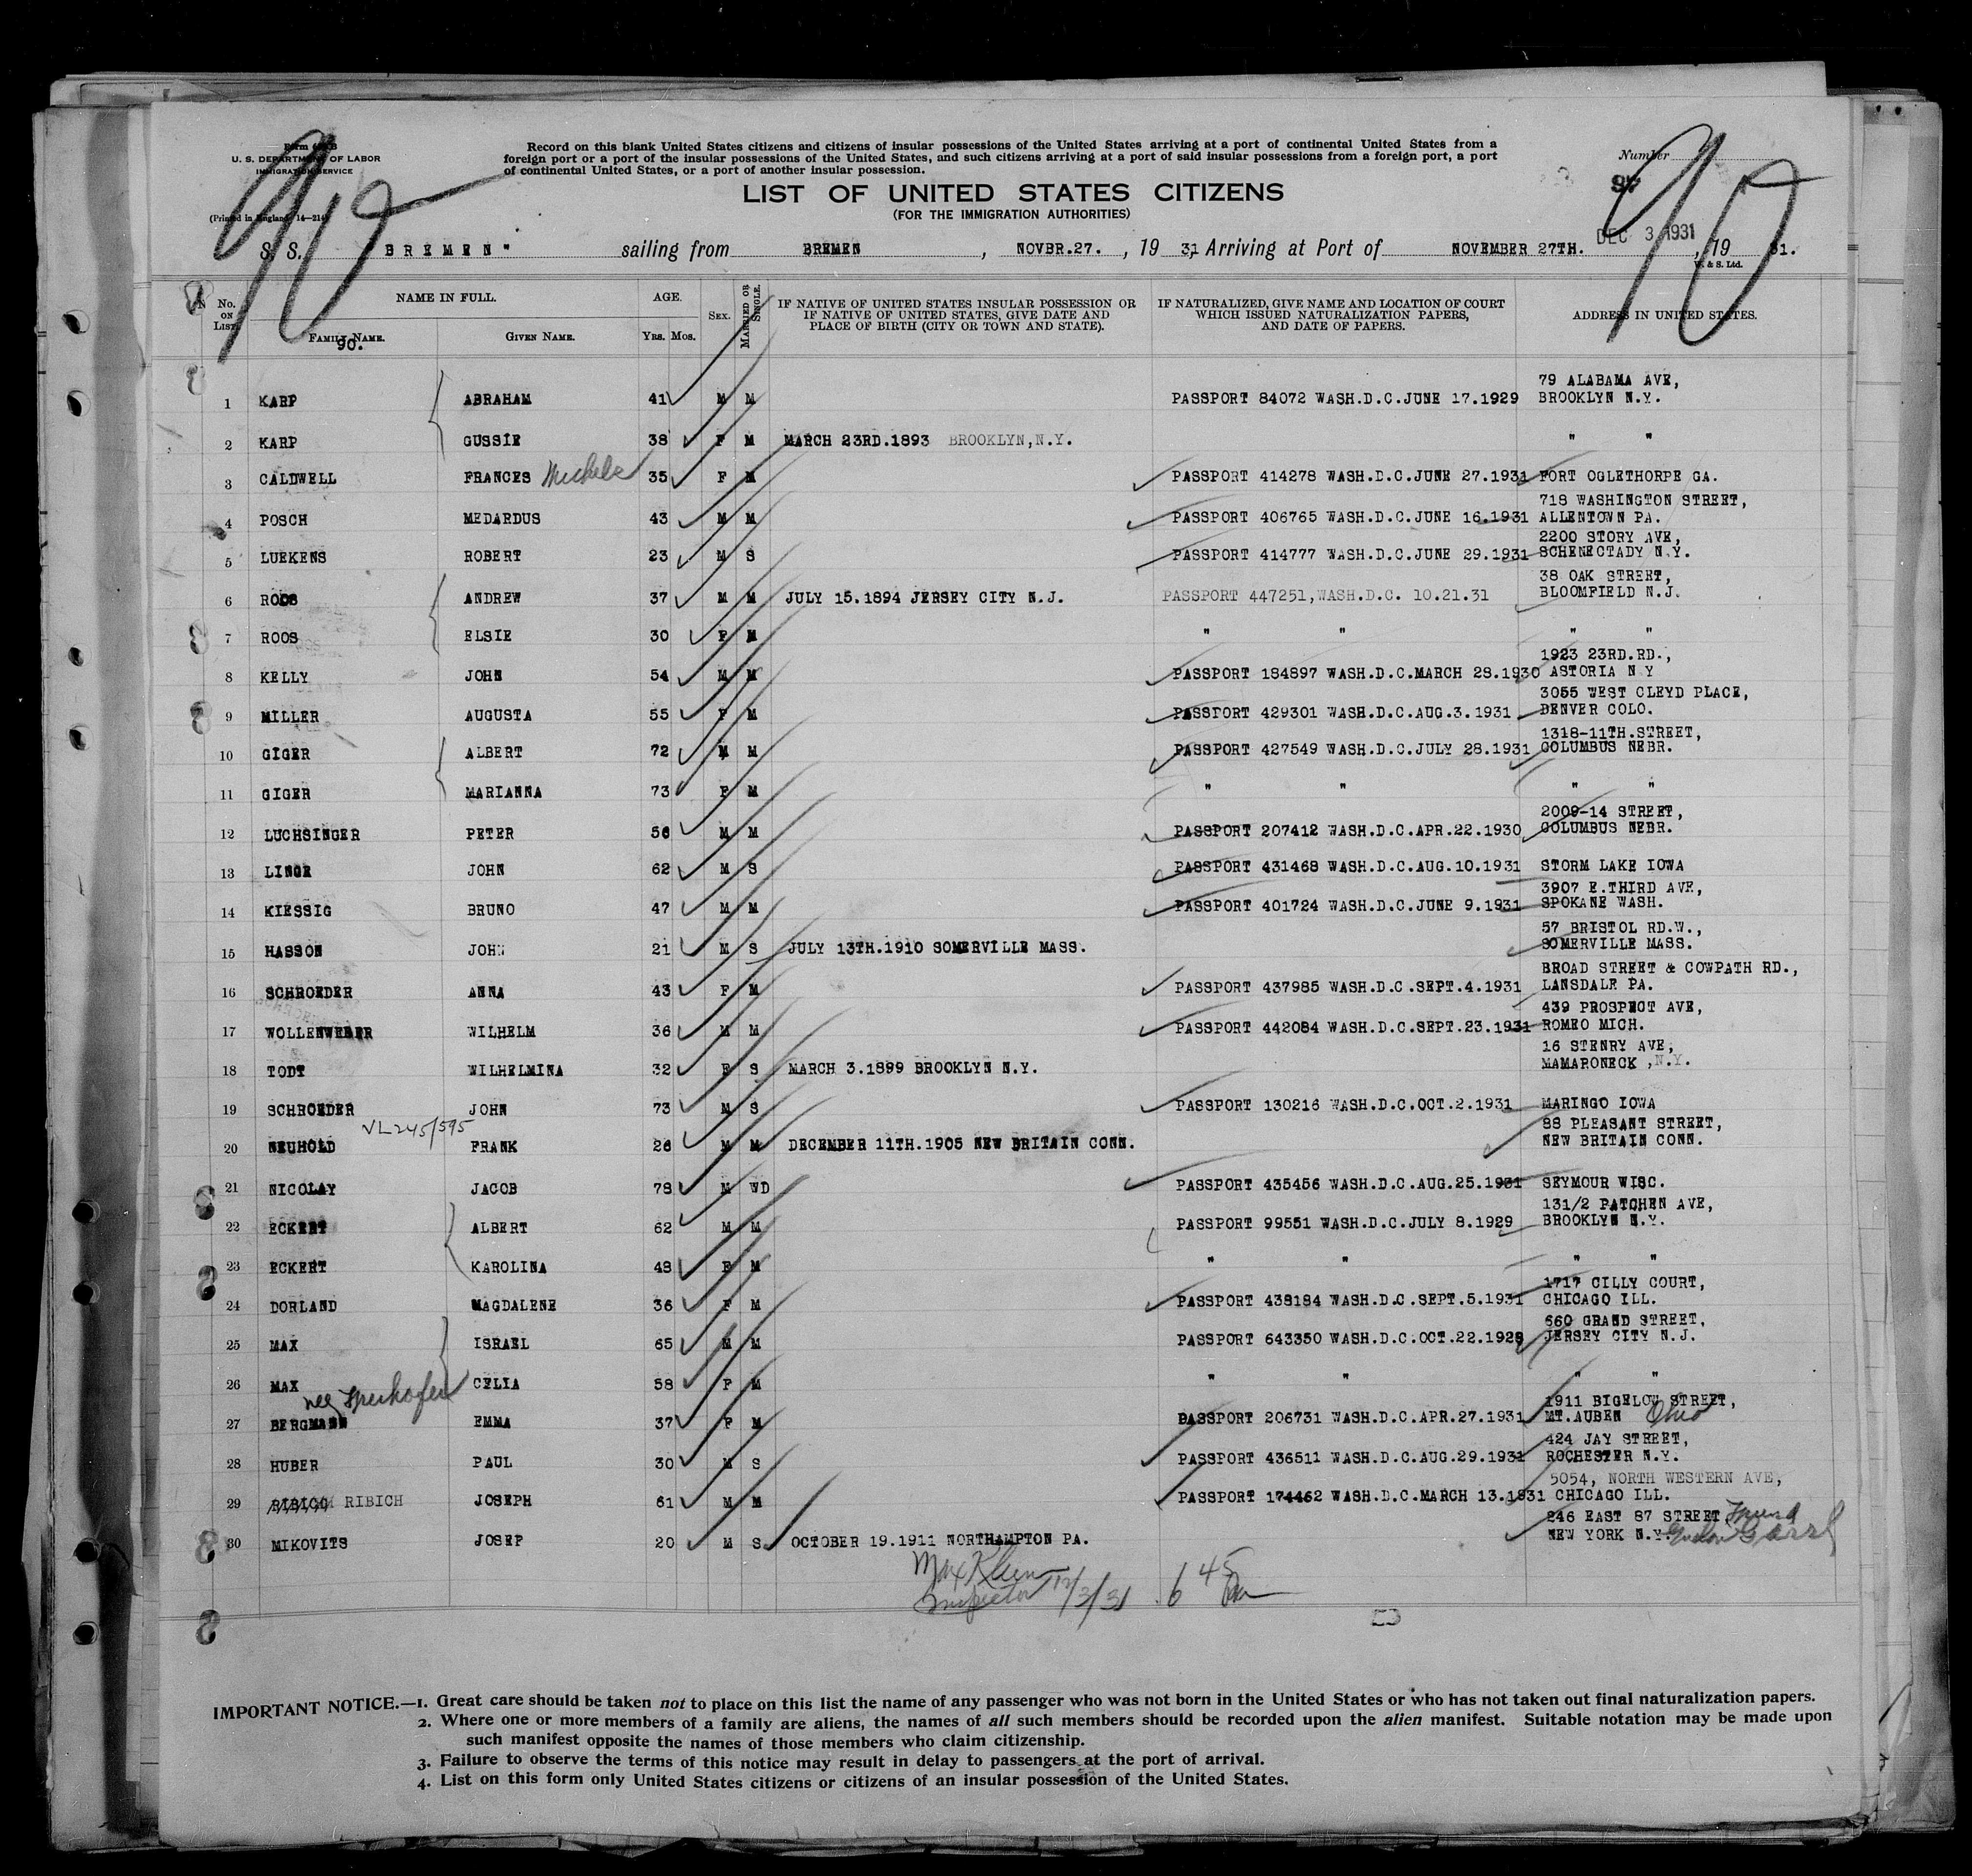 Form
U. S. DEPARTMENT OF LABOR
IMMIGRATION SERVICE
(Printed in England 14—214)
Record on this blank United States citizens and citizens of insular possessions of the United States arriving at a port of continental United States from a
foreign port or a port of the insular possessions of the United States, and such citizens arriving at a port of said insular possessions from a foreign port, a port
of continental United States, or a port of another insular possession.
Number
90
90
LIST OF UNITED STATES CITIZENS
(FOR THE IMMIGRATION AUTHORITIES)
DEC 3 1931
S. S. "BREMEN" sailing from BREMEN, NOVBR.27., 19 31, Arriving at Port of NOVEMBER 27TH., 19 31.
W. & S. Ltd.
No. ON LIST. NAME IN FULL. AGE. SEX. MARRIED OR SINGLE. IF NATIVE OF UNITED STATES INSULAR POSSESSION OR IF NATIVE OF UNITED STATES, GIVE DATE AND PLACE OF BIRTH (CITY OR TOWN AND STATE). IF NATURALIZED, GIVE NAME AND LOCATION OF COURT WHICH ISSUED NATURALIZATION PAPERS, AND DATE OF PAPERS. ADDRESS IN UNITED STATES.
FAMILY NAME. GIVEN NAME. YRS. MOS.
90.
79 ALABAMA AVE,
1 KARP ABRAHAM 41 M M PASSPORT 84072 WASH.D.C.JUNE 17.1929 BROOKLYN N.Y.
2 KARP GUSSIE 38 F M MARCH 23RD.1893 BROOKLYN,N.Y. " "
3 CALDWELL FRANCES Michele 35 F M PASSPORT 414278 WASH.D.C.JUNE 27.1931 FORT OGLETHORPE GA.
718 WASHINGTON STREET,
4 POSCH MEDARDUS 43 M M PASSPORT 406765 WASH.D.C.JUNE 16.1931 ALLENTOWN PA.
2200 STORY AVE,
5 LUEKENS ROBERT 23 M S PASSPORT 414777 WASH.D.C.JUNE 29.1931 SCHENECTADY N.Y.
38 OAK STREET,
6 ROOS ANDREW 37 M M JULY 15.1894 JERSEY CITY N.J. PASSPORT 447251,WASH.D.C. 10.21.31 BLOOMFIELD N.J.
7 ROOS ELSIE 30 F M " " " "
1923 23RD.RD.,
8 KELLY JOHN 54 M M PASSPORT 184897 WASH.D.C.MARCH 28.1930 ASTORIA N Y
3055 WEST CLEYD PLACE,
9 MILLER AUGUSTA 55 F M PASSPORT 429301 WASH.D.C.AUG.3.1931 DENVER COLO.
1318-11TH.STREET,
10 GIGER ALBERT 72 M M PASSPORT 427549 WASH.D.C.JULY 28.1931 COLUMBUS NEBR.
11 GIGER MARIANNA 73 F M " " " "
2009-14 STREET,
12 LUCHSINGER PETER 56 M M PASSPORT 207412 WASH.D.C.APR.22.1930 COLUMBUS NEBR.
13 JOHN 62 M S PASSPORT 431468 WASH.D.C.AUG.10.1931 STORM LAKE IOWA
3907 E.THIRD AVE,
14 KIESSIG BRUNO 47 M M PASSPORT 401724 WASH.D.C.JUNE 9.1931 SPOKANE WASH.
57 BRISTOL RD.W.,
15 HASSON JOHN 21 M S JULY 13TH.1910 SOMERVILLE MASS. SOMERVILLE MASS.
BROAD STREET & COWPATH RD.,
16 SCHROEDER ANNA 43 F M PASSPORT 437985 WASH.D.C.SEPT.4.1931 LANSDALE PA.
439 PROSPECT AVE,
17 WOLLENWEBER WILHELM 36 M M PASSPORT 442084 WASH.D.C.SEPT.23.1931 ROMEO MICH.
16 STENRY AVE,
18 TODT WILHELMINA 32 F S MARCH 3.1899 BROOKLYN N.Y. MAMARONECK ,N.Y.
19 SCHROEDER JOHN 73 M S PASSPORT 130216 WASH.D.C.OCT.2.1931 MARINGO IOWA
VL245/595
88 PLEASANT STREET,
20 NEUHOLD FRANK 26 M M DECEMBER 11TH.1905 NEW BRITAIN CONN. NEW BRITAIN CONN.
21 NICOLAY JACOB 78 M WD PASSPORT 435456 WASH.D.C.AUG.25.1931 SEYMOUR WISC.
131/2 PATCHEN AVE,
22 ECKERT ALBERT 62 M M PASSPORT 99551 WASH.D.C.JULY 8.1929 BROOKLYN N.Y.
23 ECKERT KAROLINA 48 F M " " " "
1717 CILLY COURT,
24 DORLAND MAGDALENE 36 F M PASSPORT 438184 WASH.D.C.SEPT.5.1931 CHICAGO ILL.
660 GRAND STREET,
25 MAX ISRAEL 65 M M PASSPORT 643350 WASH.D.C.OCT.22.1928 JERSEY CITY N.J.
26 MAX CELIA 58 F M " " " "
nee
1911 BIGELOW STREET,
27 BERGMANN EMMA 37 F M PASSPORT 206731 WASH.D.C.APR.27.1931 MT.AUBEN Ohio
424 JAY STREET,
28 HUBER PAUL 30 M S PASSPORT 436511 WASH.D.C.AUG.29.1931 ROCHESTER N.Y.
5054, NORTH WESTERN AVE,
29 RIBICH JOSEPH 61 M M PASSPORT 174462 WASH.D.C.MARCH 13.1931 CHICAGO ILL.
246 EAST 87 STREET, Friend
30 MIKOVITS JOSEP 20 M S OCTOBER 19.1911 NORTHAMPTON PA. NEW YORK N.Y.
Max Klein
Inspector 12/3/31 6 45
IMPORTANT NOTICE.—1. Great care should be taken not to place on this list the name of any passenger who was not born in the United States or who has not taken out final naturalization papers.
2. Where one or more members of a family are aliens, the names of all such members should be recorded upon the alien manifest. Suitable notation may be made upon
such manifest opposite the names of those members who claim citizenship.
3. Failure to observe the terms of this notice may result in delay to passengers at the port of arrival.
4. List on this form only United States citizens or citizens of an insular possession of the United States.